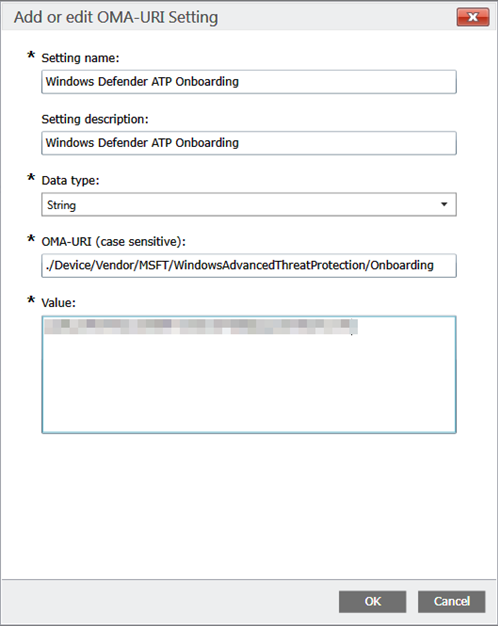 Add or edit OMA-URI Setting
* Setting name:
Windows Defender ATP Onboarding
Setting description:
Windows Defender ATP Onboarding
* Data type:
String
* OMA-URI (case sensitive):
./Device/Vendor/MSFT/WindowsAdvancedThreatProtection/Onboarding
* Value:
OK Cancel